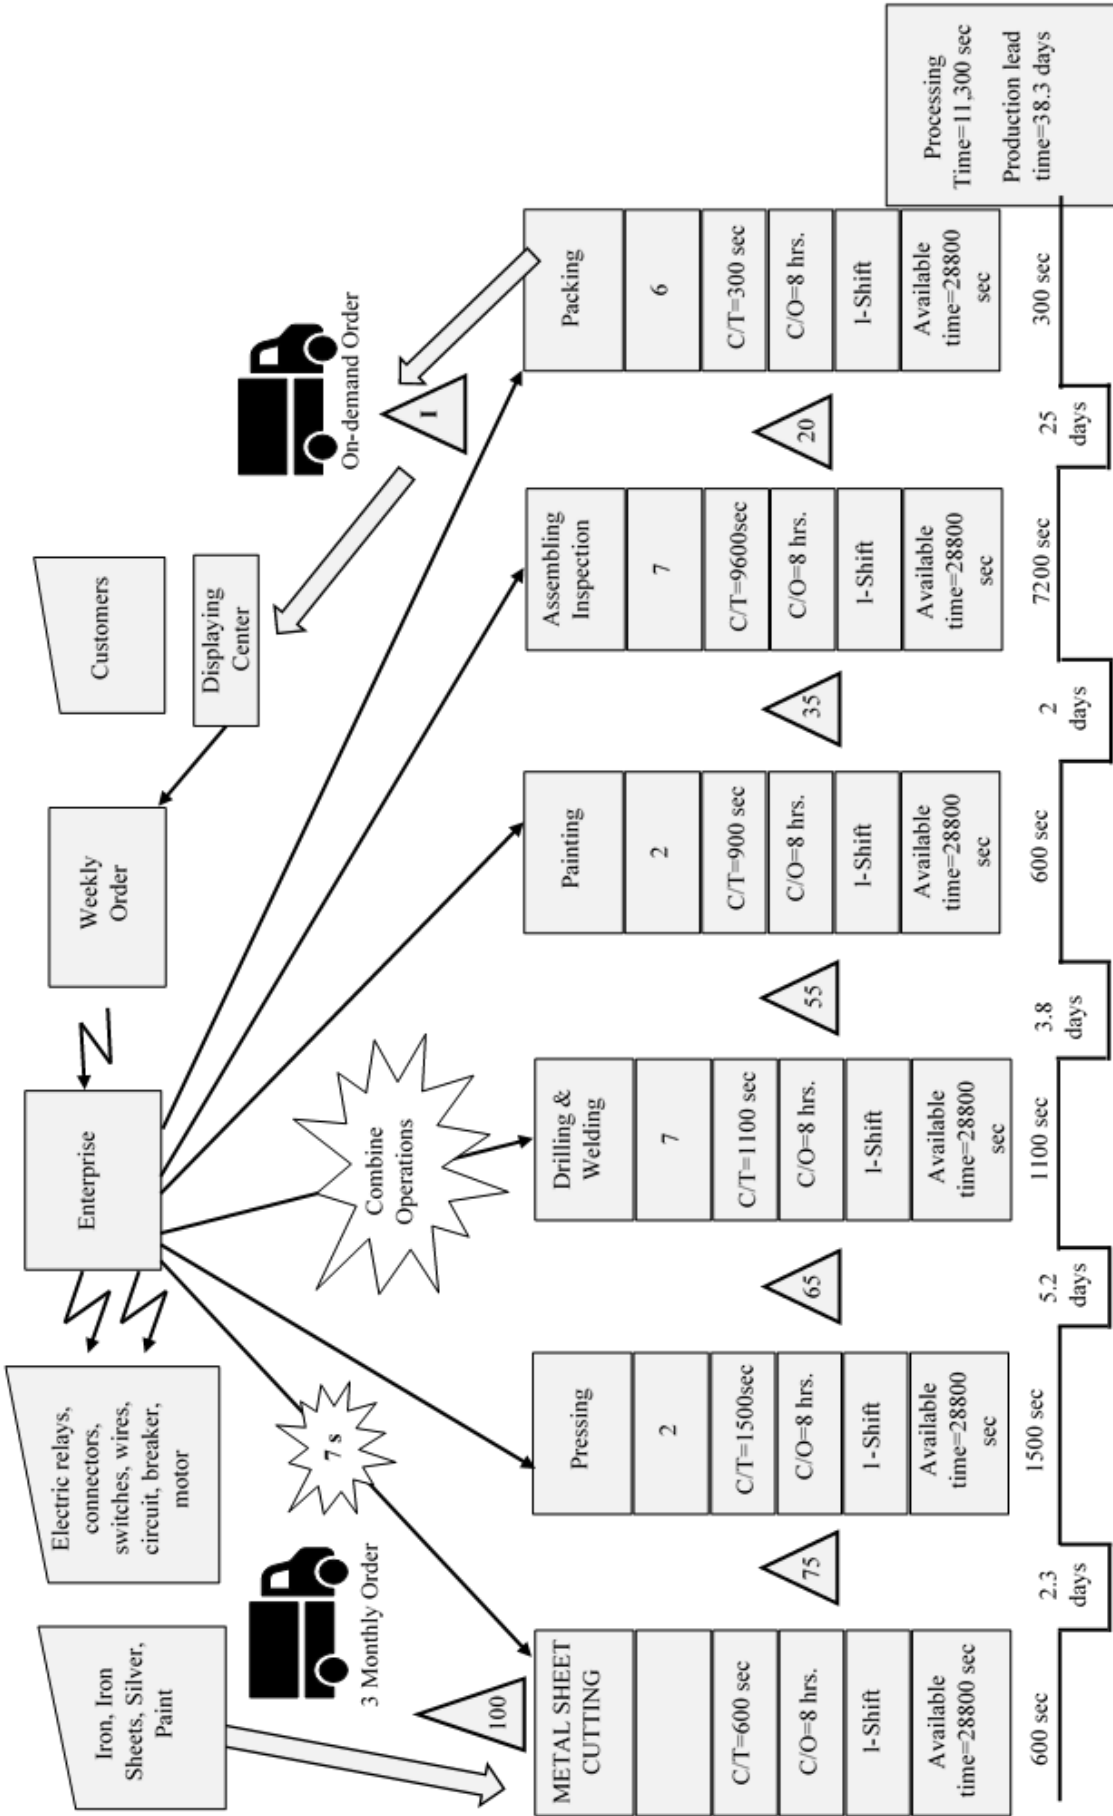 Iron, Iron
Sheets, Silver,
Paint
Electric relays,
connectors,
switches, wires,
circuit, breaker,
motor
Enterprise
Weekly
Order
Customers
Displaying
Center
3 Monthly Order
7 s
Combine
Operations
On-demand Order
I
100
METAL SHEET
CUTTING
C/T=600 sec
C/O=8 hrs.
1-Shift
Available
time=28800 sec
75
Pressing
2
C/T=1500sec
C/O=8 hrs.
1-Shift
Available
time=28800
sec
65
Drilling &
Welding
7
C/T=1100 sec
C/O=8 hrs.
1-Shift
Available
time=28800
sec
55
Painting
2
C/T=900 sec
C/O=8 hrs.
1-Shift
Available
time=28800
sec
35
Assembling
Inspection
7
C/T=9600sec
C/O=8 hrs.
1-Shift
Available
time=28800
sec
20
Packing
6
C/T=300 sec
C/O=8 hrs.
1-Shift
Available
time=28800
sec
600 sec
2.3
days
1500 sec
5.2
days
1100 sec
3.8
days
600 sec
2
days
7200 sec
25
days
300 sec
Processing
Time=11,300 sec
Production lead
time=38.3 days